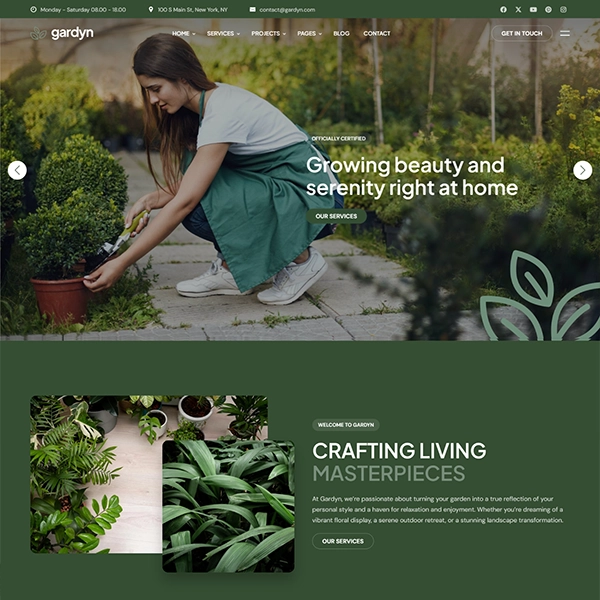 Monday - Saturday 08.00 - 18.00
100 S Main St, New York, NY
contact@gardyn.com
gardyn
HOME
SERVICES
PROJECTS
PAGES
BLOG
CONTACT
GET IN TOUCH
OFFICIALLY CERTIFIED
Growing beauty and
serenity right at home
OUR SERVICES
WELCOME TO GARDYN
CRAFTING LIVING
MASTERPIECES
At Gardyn, we're passionate about turning your garden into a true reflection of your
personal style and a haven for relaxation and enjoyment. Whether you're dreaming of a
vibrant floral display, a serene outdoor retreat, or a stunning landscape transformation.
OUR SERVICES